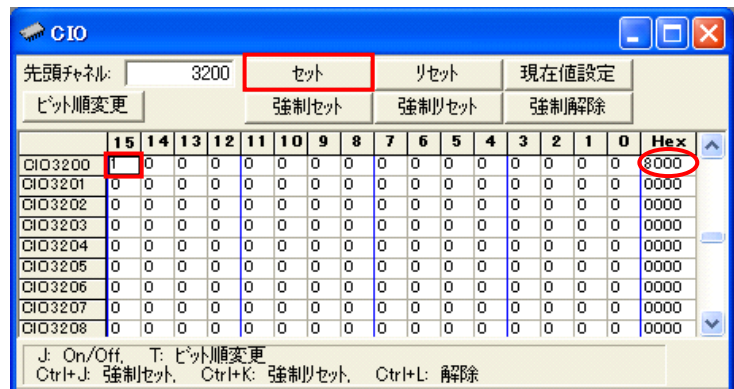 CIO
先頭チャネル: 3200 セット リセット 現在値設定
ビット順変更 強制セット 強制リセット 強制解除
15 14 13 12 11 10 9 8 7 6 5 4 3 2 1 0 Hex
CIO3200 1 0 0 0 0 0 0 0 0 0 0 0 0 0 0 0 8000
CIO3201 0 0 0 0 0 0 0 0 0 0 0 0 0 0 0 0 0000
CIO3202 0 0 0 0 0 0 0 0 0 0 0 0 0 0 0 0 0000
CIO3203 0 0 0 0 0 0 0 0 0 0 0 0 0 0 0 0 0000
CIO3204 0 0 0 0 0 0 0 0 0 0 0 0 0 0 0 0 0000
CIO3205 0 0 0 0 0 0 0 0 0 0 0 0 0 0 0 0 0000
CIO3206 0 0 0 0 0 0 0 0 0 0 0 0 0 0 0 0 0000
CIO3207 0 0 0 0 0 0 0 0 0 0 0 0 0 0 0 0 0000
CIO3208 0 0 0 0 0 0 0 0 0 0 0 0 0 0 0 0 0000
J: On/Off, T: ビット順変更
Ctrl+J: 強制セット, Ctrl+K: 強制リセット, Ctrl+L: 解除